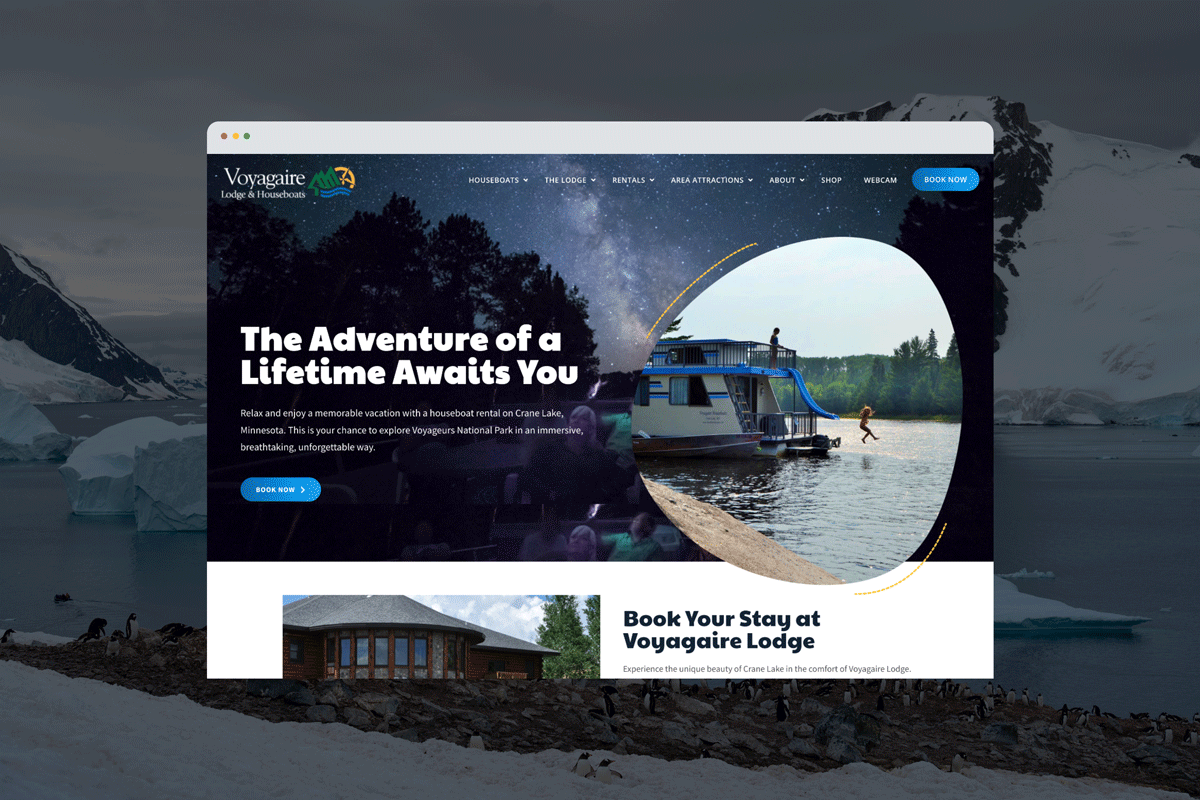 Voyagaire
Lodge & Houseboats
HOUSEBOATS
THE LODGE
RENTALS
AREA ATTRACTIONS
ABOUT
SHOP
WEBCAM
BOOK NOW
The Adventure of a
Lifetime Awaits You
Relax and enjoy a memorable vacation with a houseboat rental on Crane Lake,
Minnesota. This is your chance to explore Voyageurs National Park in an immersive,
breathtaking, unforgettable way.
BOOK NOW
Book Your Stay at
Voyagaire Lodge
Experience the unique beauty of Crane Lake in the comfort of Voyagaire Lodge.